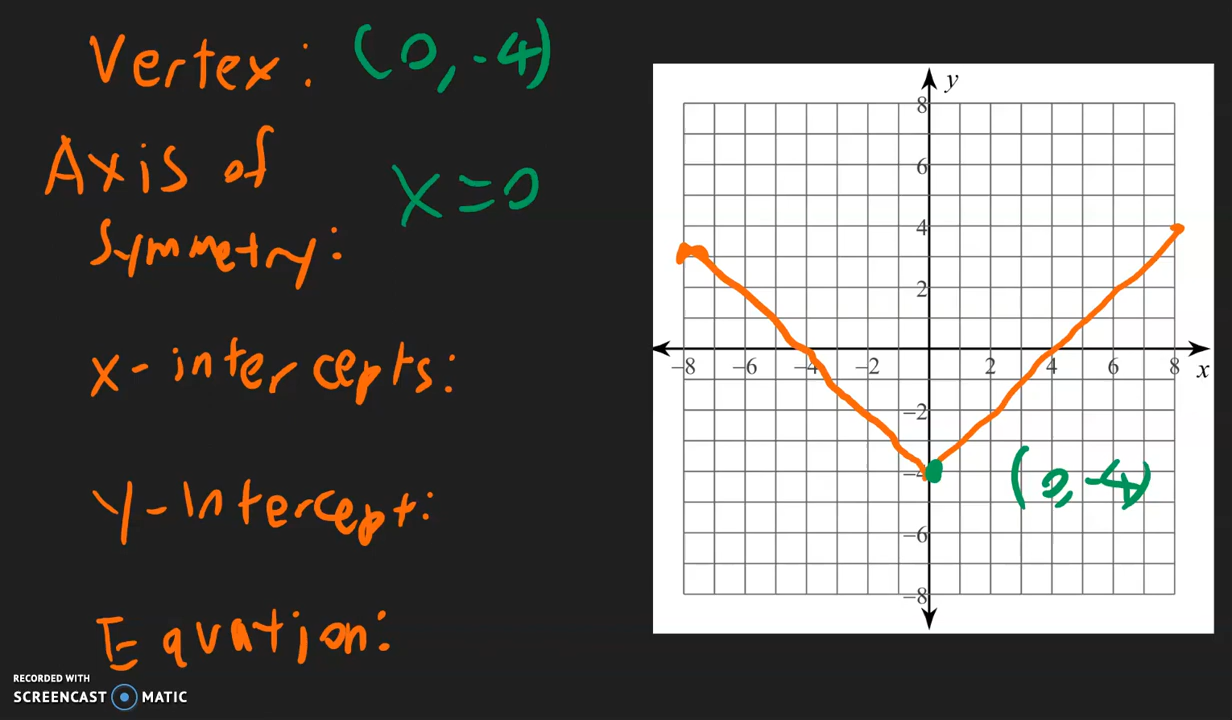 Vertex: (0, -4)
Axis of
Symmetry: X=0
x-intercepts:
y-Intercept:
Equation:
y
8
6
4
2
-8 -6 -4 -2 2 4 6 8 x
-2
-4
(0, -4)
-6
-8
RECORDED WITH
SCREENCAST MATIC